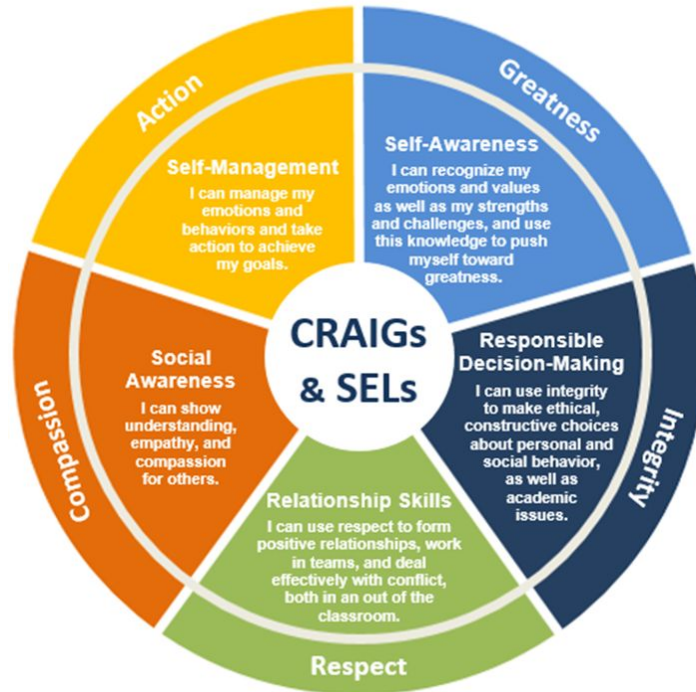 Action
Greatness
Self-Management
I can manage my
emotions and
behaviors and take
action to achieve
my goals.
Self-Awareness
I can recognize my
emotions and values
as well as my strengths
and challenges, and use
this knowledge to push
myself toward
greatness.
CRAIGs
& SELs
Compassion
Social
Awareness
I can show
understanding,
empathy, and
compassion
for others.
Responsible
Decision-Making
I can use integrity
to make ethical,
constructive choices
about personal and
social behavior,
as well as
academic
issues.
Integrity
Relationship Skills
I can use respect to form
positive relationships, work
in teams, and deal
effectively with conflict,
both in an out of the
classroom.
Respect